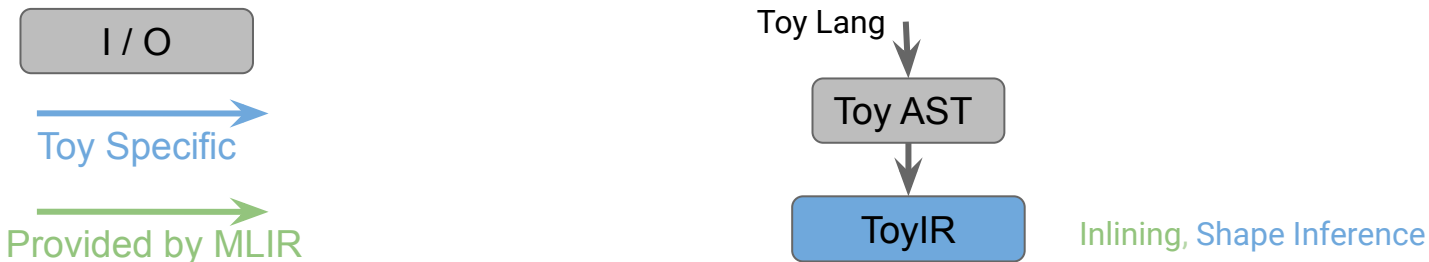 I / O
Toy Specific
Provided by MLIR
Toy Lang
Toy AST
ToyIR
Inlining, Shape Inference